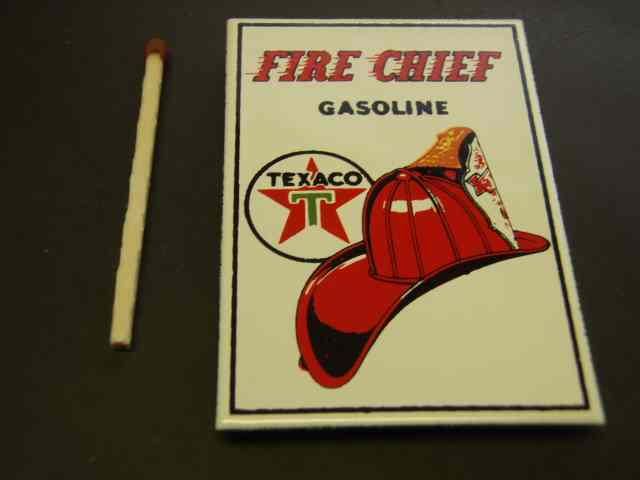 FIRE CHIEF
GASOLINE
TEXACO
T